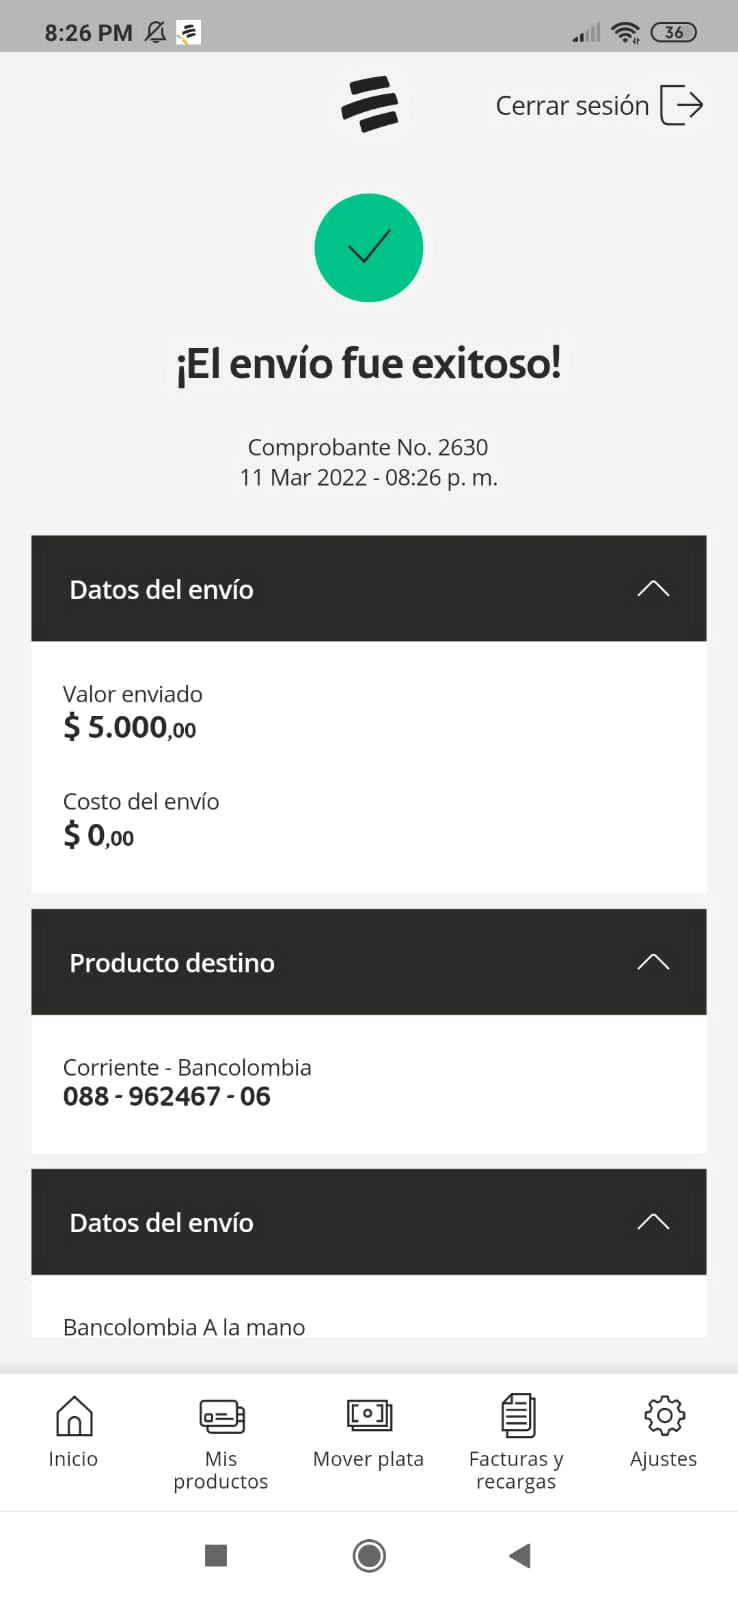 8:26 PM
36
Cerrar sesión
¡El envío fue exitoso!
Comprobante No. 2630
11 Mar 2022 - 08:26 p. m.
Datos del envío
Valor enviado
$ 5.000,00
Costo del envío
$ 0,00
Producto destino
Corriente - Bancolombia
088 - 962467 - 06
Datos del envío
Bancolombia A la mano
Inicio
Mis
productos
Mover plata
Facturas y
recargas
Ajustes